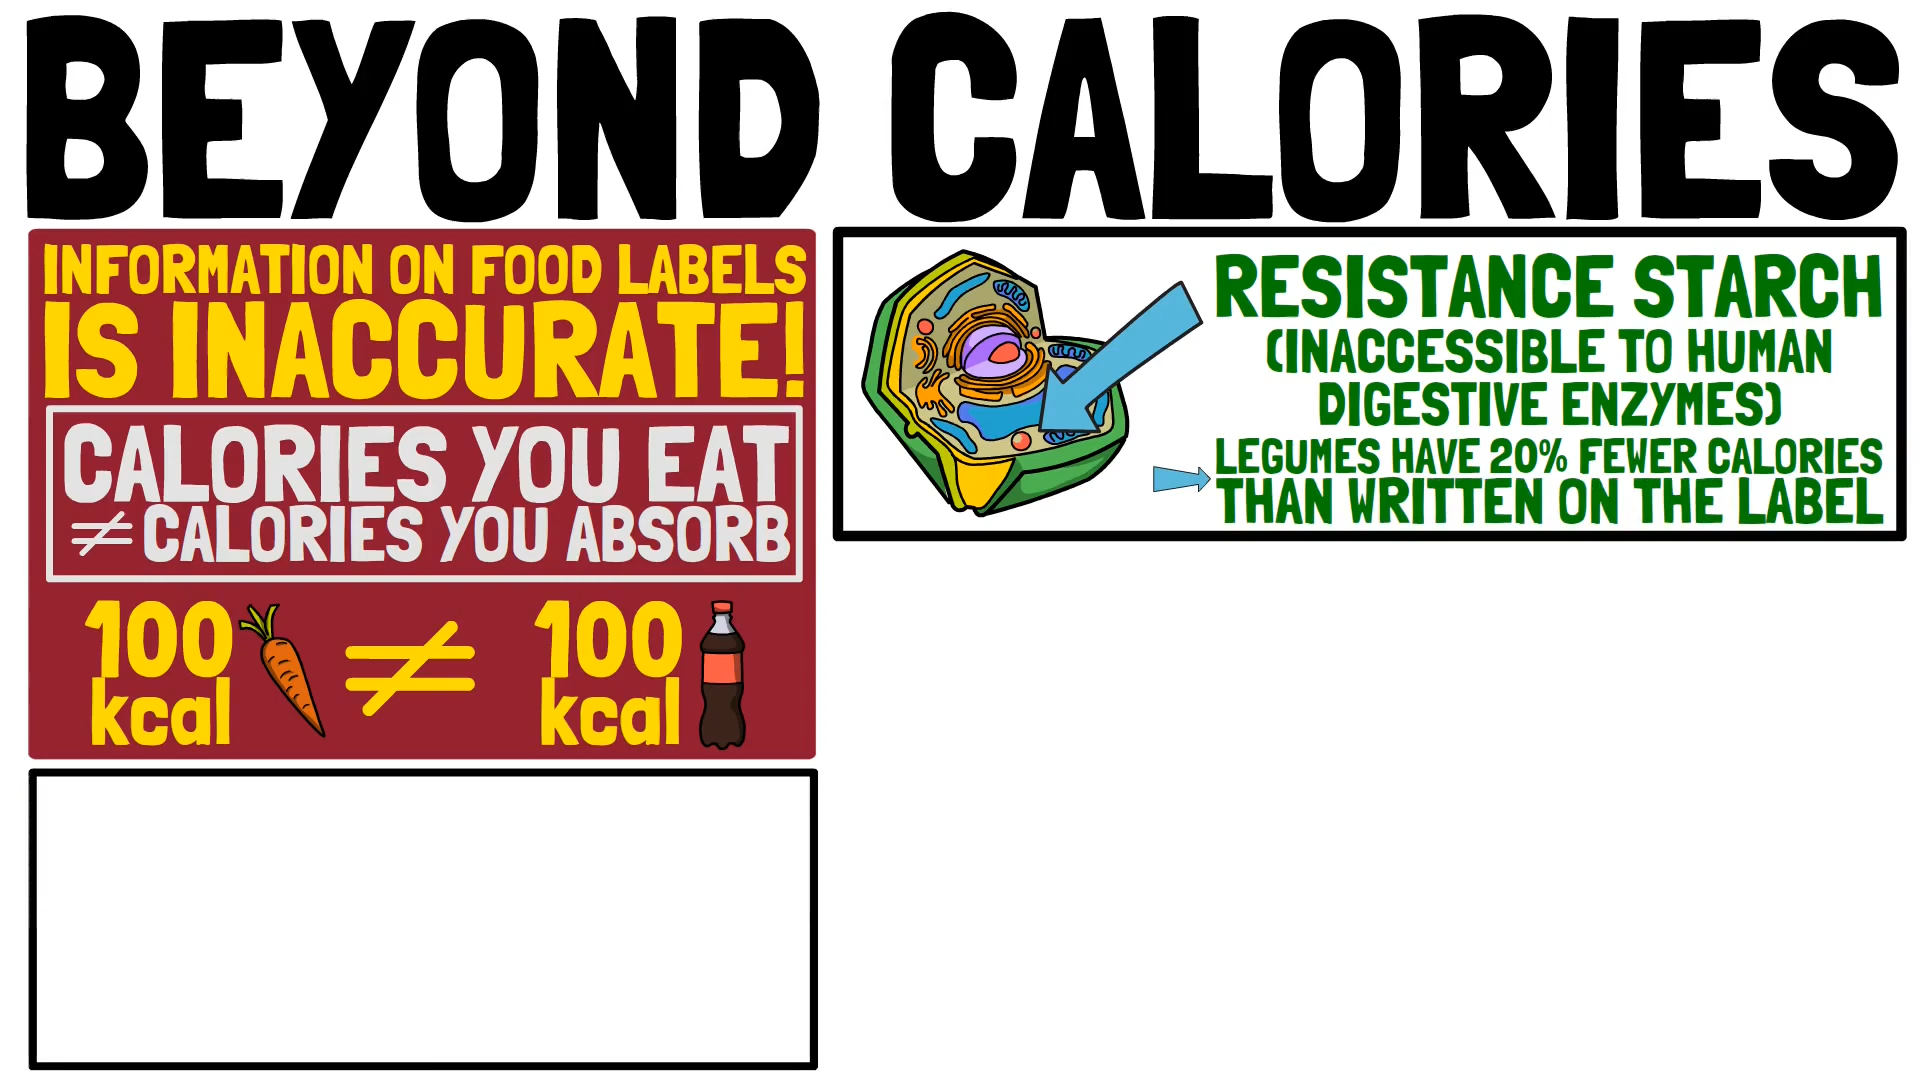 BEYOND CALORIES
INFORMATION ON FOOD LABELS
IS INACCURATE!
CALORIES YOU EAT
≠ CALORIES YOU ABSORB
100 kcal ≠ 100 kcal
RESISTANCE STARCH
(INACCESSIBLE TO HUMAN
DIGESTIVE ENZYMES)
LEGUMES HAVE 20% FEWER CALORIES
THAN WRITTEN ON THE LABEL